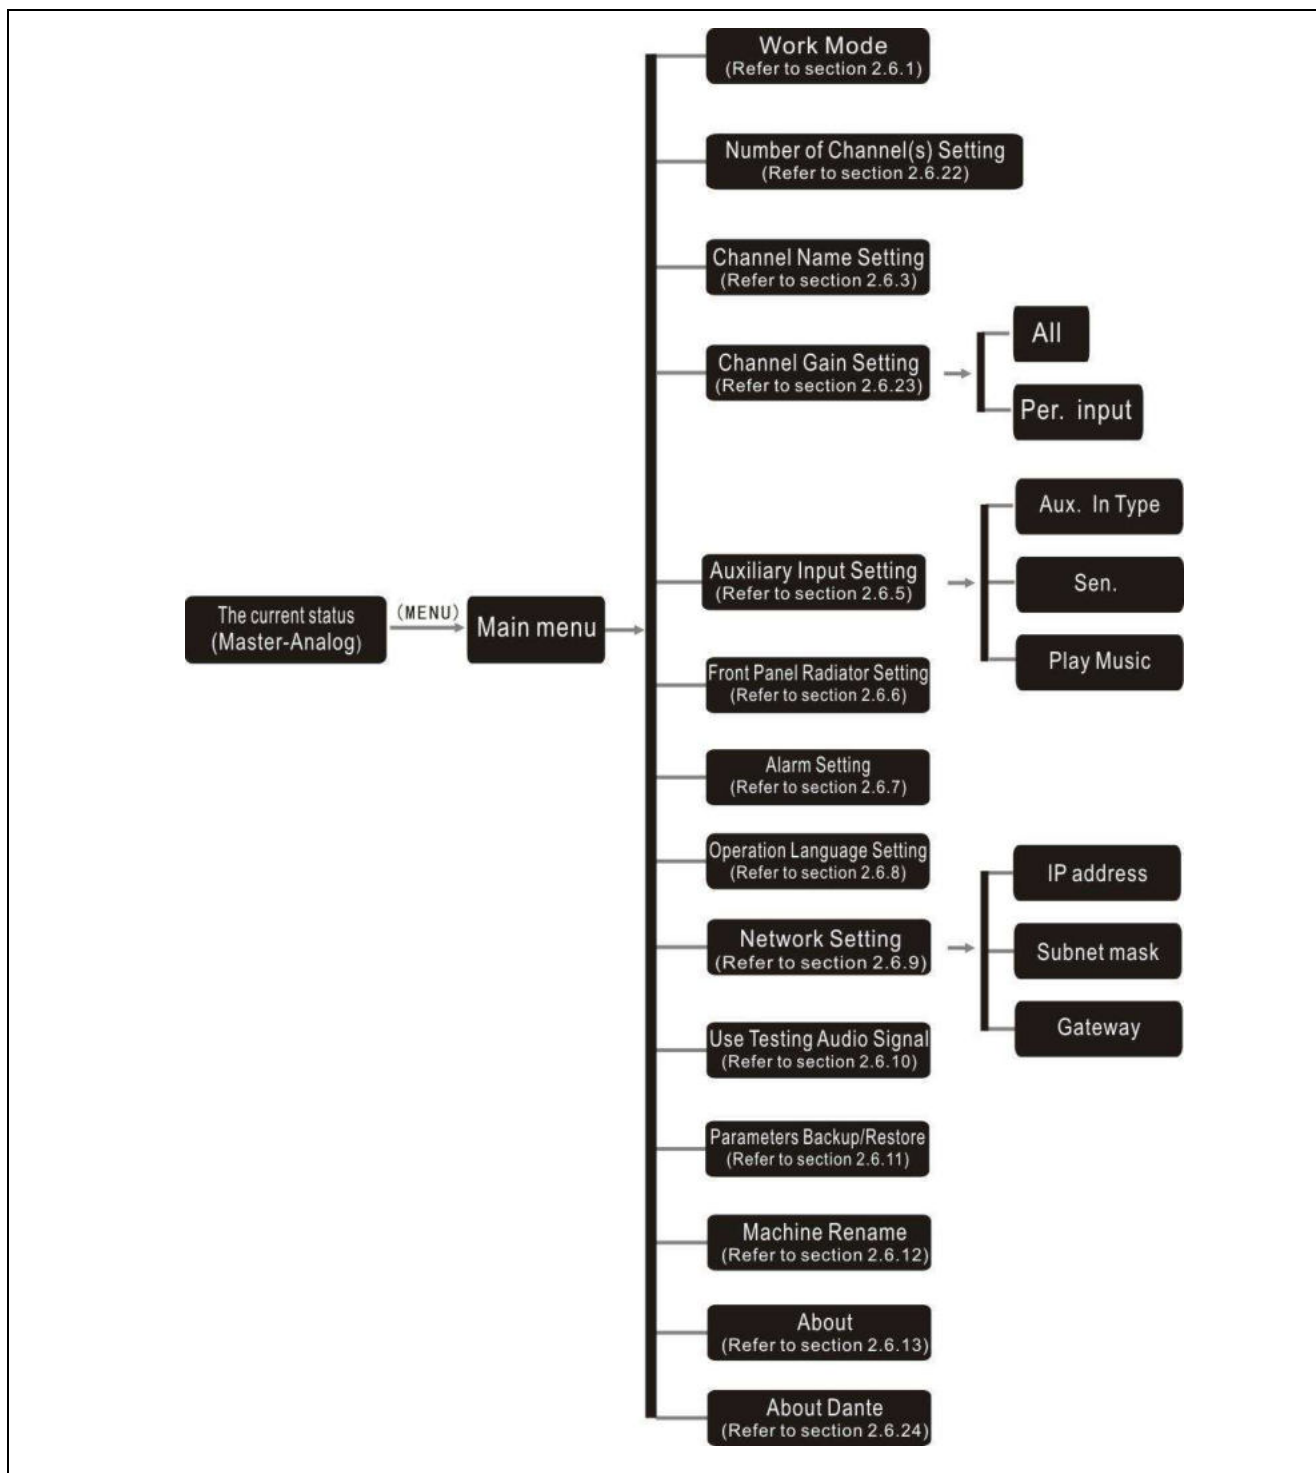 Work Mode
(Refer to section 2.6.1)
Number of Channel(s) Setting
(Refer to section 2.6.22)
Channel Name Setting
(Refer to section 2.6.3)
Channel Gain Setting
(Refer to section 2.6.23)
All
Per. input
Auxiliary Input Setting
(Refer to section 2.6.5)
Aux. In Type
Sen.
Play Music
The current status
(Master-Analog)
(MENU)
Main menu
Front Panel Radiator Setting
(Refer to section 2.6.6)
Alarm Setting
(Refer to section 2.6.7)
Operation Language Setting
(Refer to section 2.6.8)
Network Setting
(Refer to section 2.6.9)
IP address
Subnet mask
Gateway
Use Testing Audio Signal
(Refer to section 2.6.10)
Parameters Backup/Restore
(Refer to section 2.6.11)
Machine Rename
(Refer to section 2.6.12)
About
(Refer to section 2.6.13)
About Dante
(Refer to section 2.6.24)